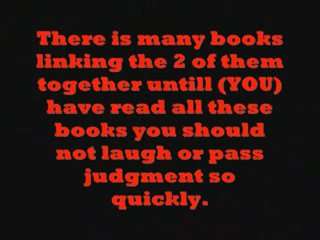 There is many books
linking the 2 of them
together untill (YOU)
have read all these
books you should
not laugh or pass
judgment so
quickly.